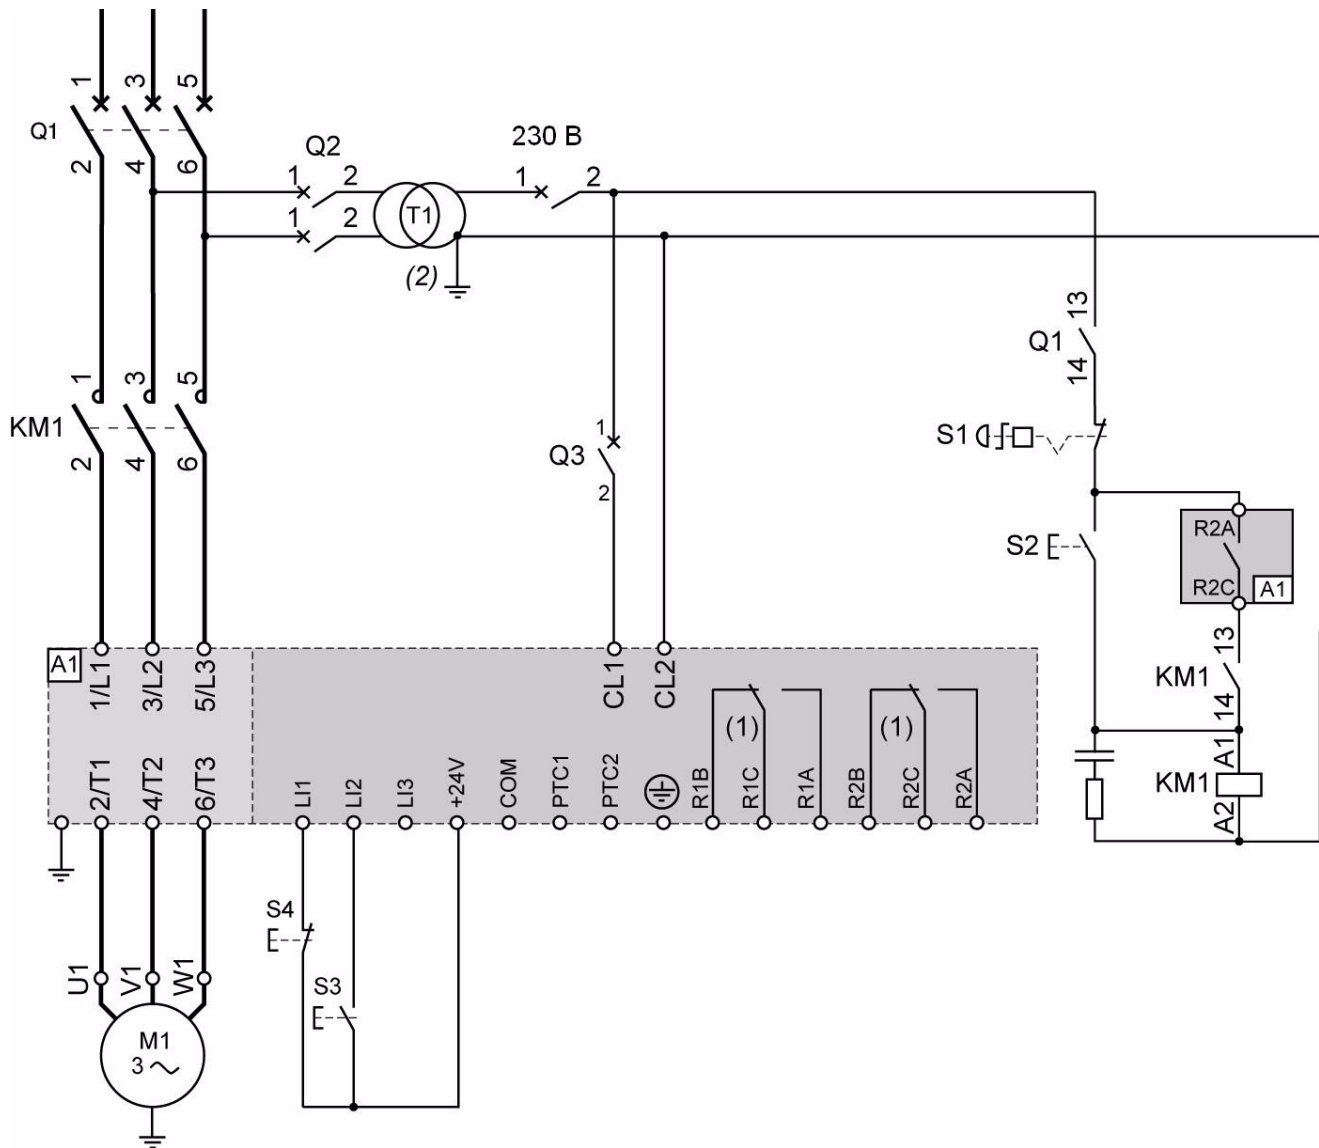 1
3
5
Q1
2
4
6
Q2
1
2
1
2
T1
(2)
230 В
1
2
13
Q1
14
1
3
5
KM1
2
4
6
1
Q3
2
S1
S2
R2A
R2C
A1
13
KM1
14
A1
KM1
A2
A1
1/L1
3/L2
5/L3
CL1
CL2
(1)
(1)
2/T1
4/T2
6/T3
LI1
LI2
LI3
+24V
COM
PTC1
PTC2
R1B
R1C
R1A
R2B
R2C
R2A
S4
S3
U1
V1
W1
M1
3